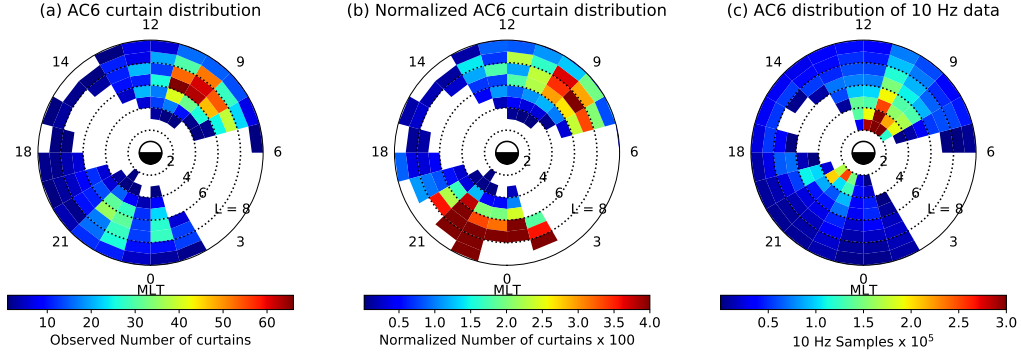 (a) AC6 curtain distribution
(b) Normalized AC6 curtain distribution
(c) AC6 distribution of 10 Hz data
12
14
9
18
6
2
4
6
L = 8
21
3
0
MLT
12
14
9
18
6
2
4
6
L = 8
21
3
0
MLT
12
14
9
18
6
2
4
6
L = 8
21
3
0
MLT
10 20 30 40 50 60
Observed Number of curtains
0.5 1.0 1.5 2.0 2.5 3.0 3.5 4.0
Normalized Number of curtains x 100
0.5 1.0 1.5 2.0 2.5 3.0
10 Hz Samples x 10⁵